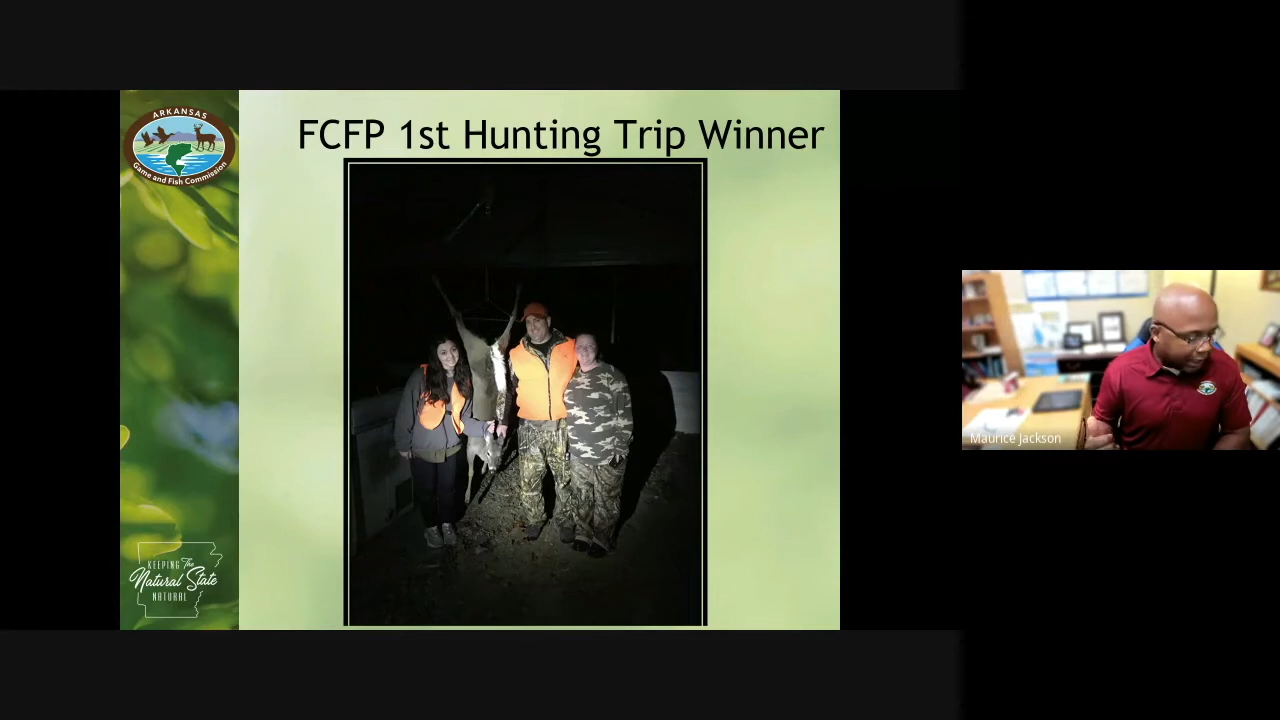 ARKANSAS
Game and Fish Commission
FCFP 1st Hunting Trip Winner
KEEPING The
Natural State
NATURAL
Maurice Jackson